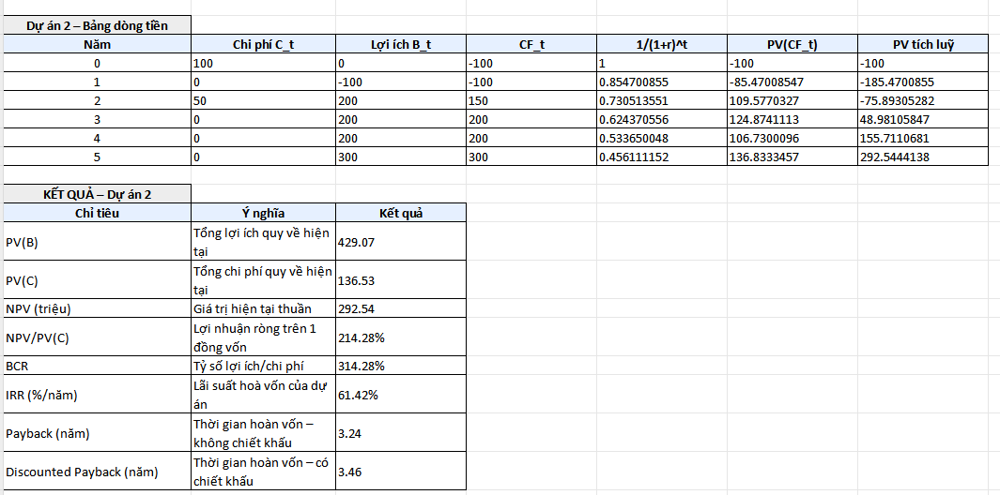 Dự án 2 – Bảng dòng tiền
Năm Chi phí C_t Lợi ích B_t CF_t 1/(1+r)^t PV(CF_t) PV tích luỹ
0 100 0 -100 1 -100 -100
1 0 -100 -100 0.854700855 -85.47008547 -185.4700855
2 50 200 150 0.730513551 109.5770327 -75.89305282
3 0 200 200 0.624370556 124.8741113 48.98105847
4 0 200 200 0.533650048 106.7300096 155.7110681
5 0 300 300 0.456111152 136.8333457 292.5444138
KẾT QUẢ – Dự án 2
Chỉ tiêu Ý nghĩa Kết quả
PV(B) Tổng lợi ích quy về hiện tại 429.07
PV(C) Tổng chi phí quy về hiện tại 136.53
NPV (triệu) Giá trị hiện tại thuần 292.54
NPV/PV(C) Lợi nhuận ròng trên 1 đồng vốn 214.28%
BCR Tỷ số lợi ích/chi phí 314.28%
IRR (%/năm) Lãi suất hoà vốn của dự án 61.42%
Payback (năm) Thời gian hoàn vốn – không chiết khấu 3.24
Discounted Payback (năm) Thời gian hoàn vốn – có chiết khấu 3.46